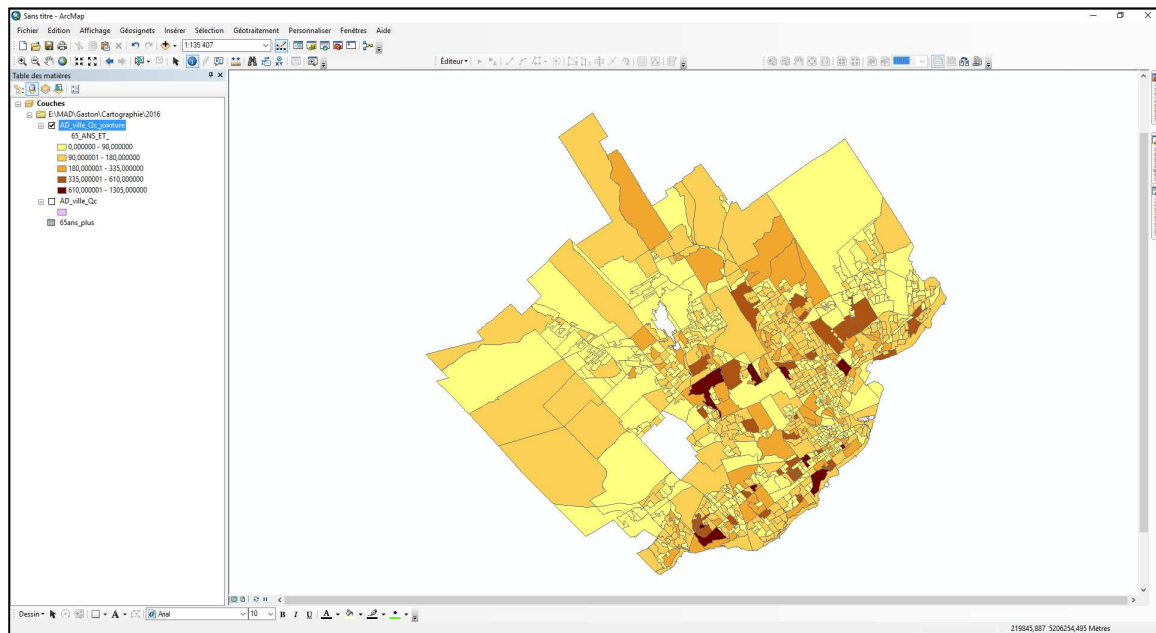 Sans titre - ArcMap
Fichier Edition Affichage Géosignets Insérer Sélection Géotraitement Personnaliser Fenêtres Aide
1:135 407
Éditeur
Table des matières
Couches
E:\MAD\Gaston\Cartographie\2016
AD_ville_Qc_jointure
65_ANS_ET_
0,000000 - 90,000000
90,000001 - 180,000000
180,000001 - 335,000000
335,000001 - 610,000000
610,000001 - 1305,000000
AD_ville_Qc
65ans_plus
Dessin Arial 10 B I U A
219845,887 5206254,495 Mètres